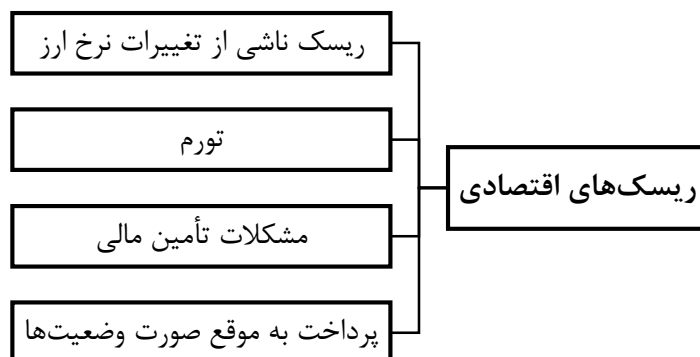 ریسک‌های اقتصادی
ریسک ناشی از تغییرات نرخ ارز
تورم
مشکلات تأمین مالی
پرداخت به موقع صورت وضعیت‌ها